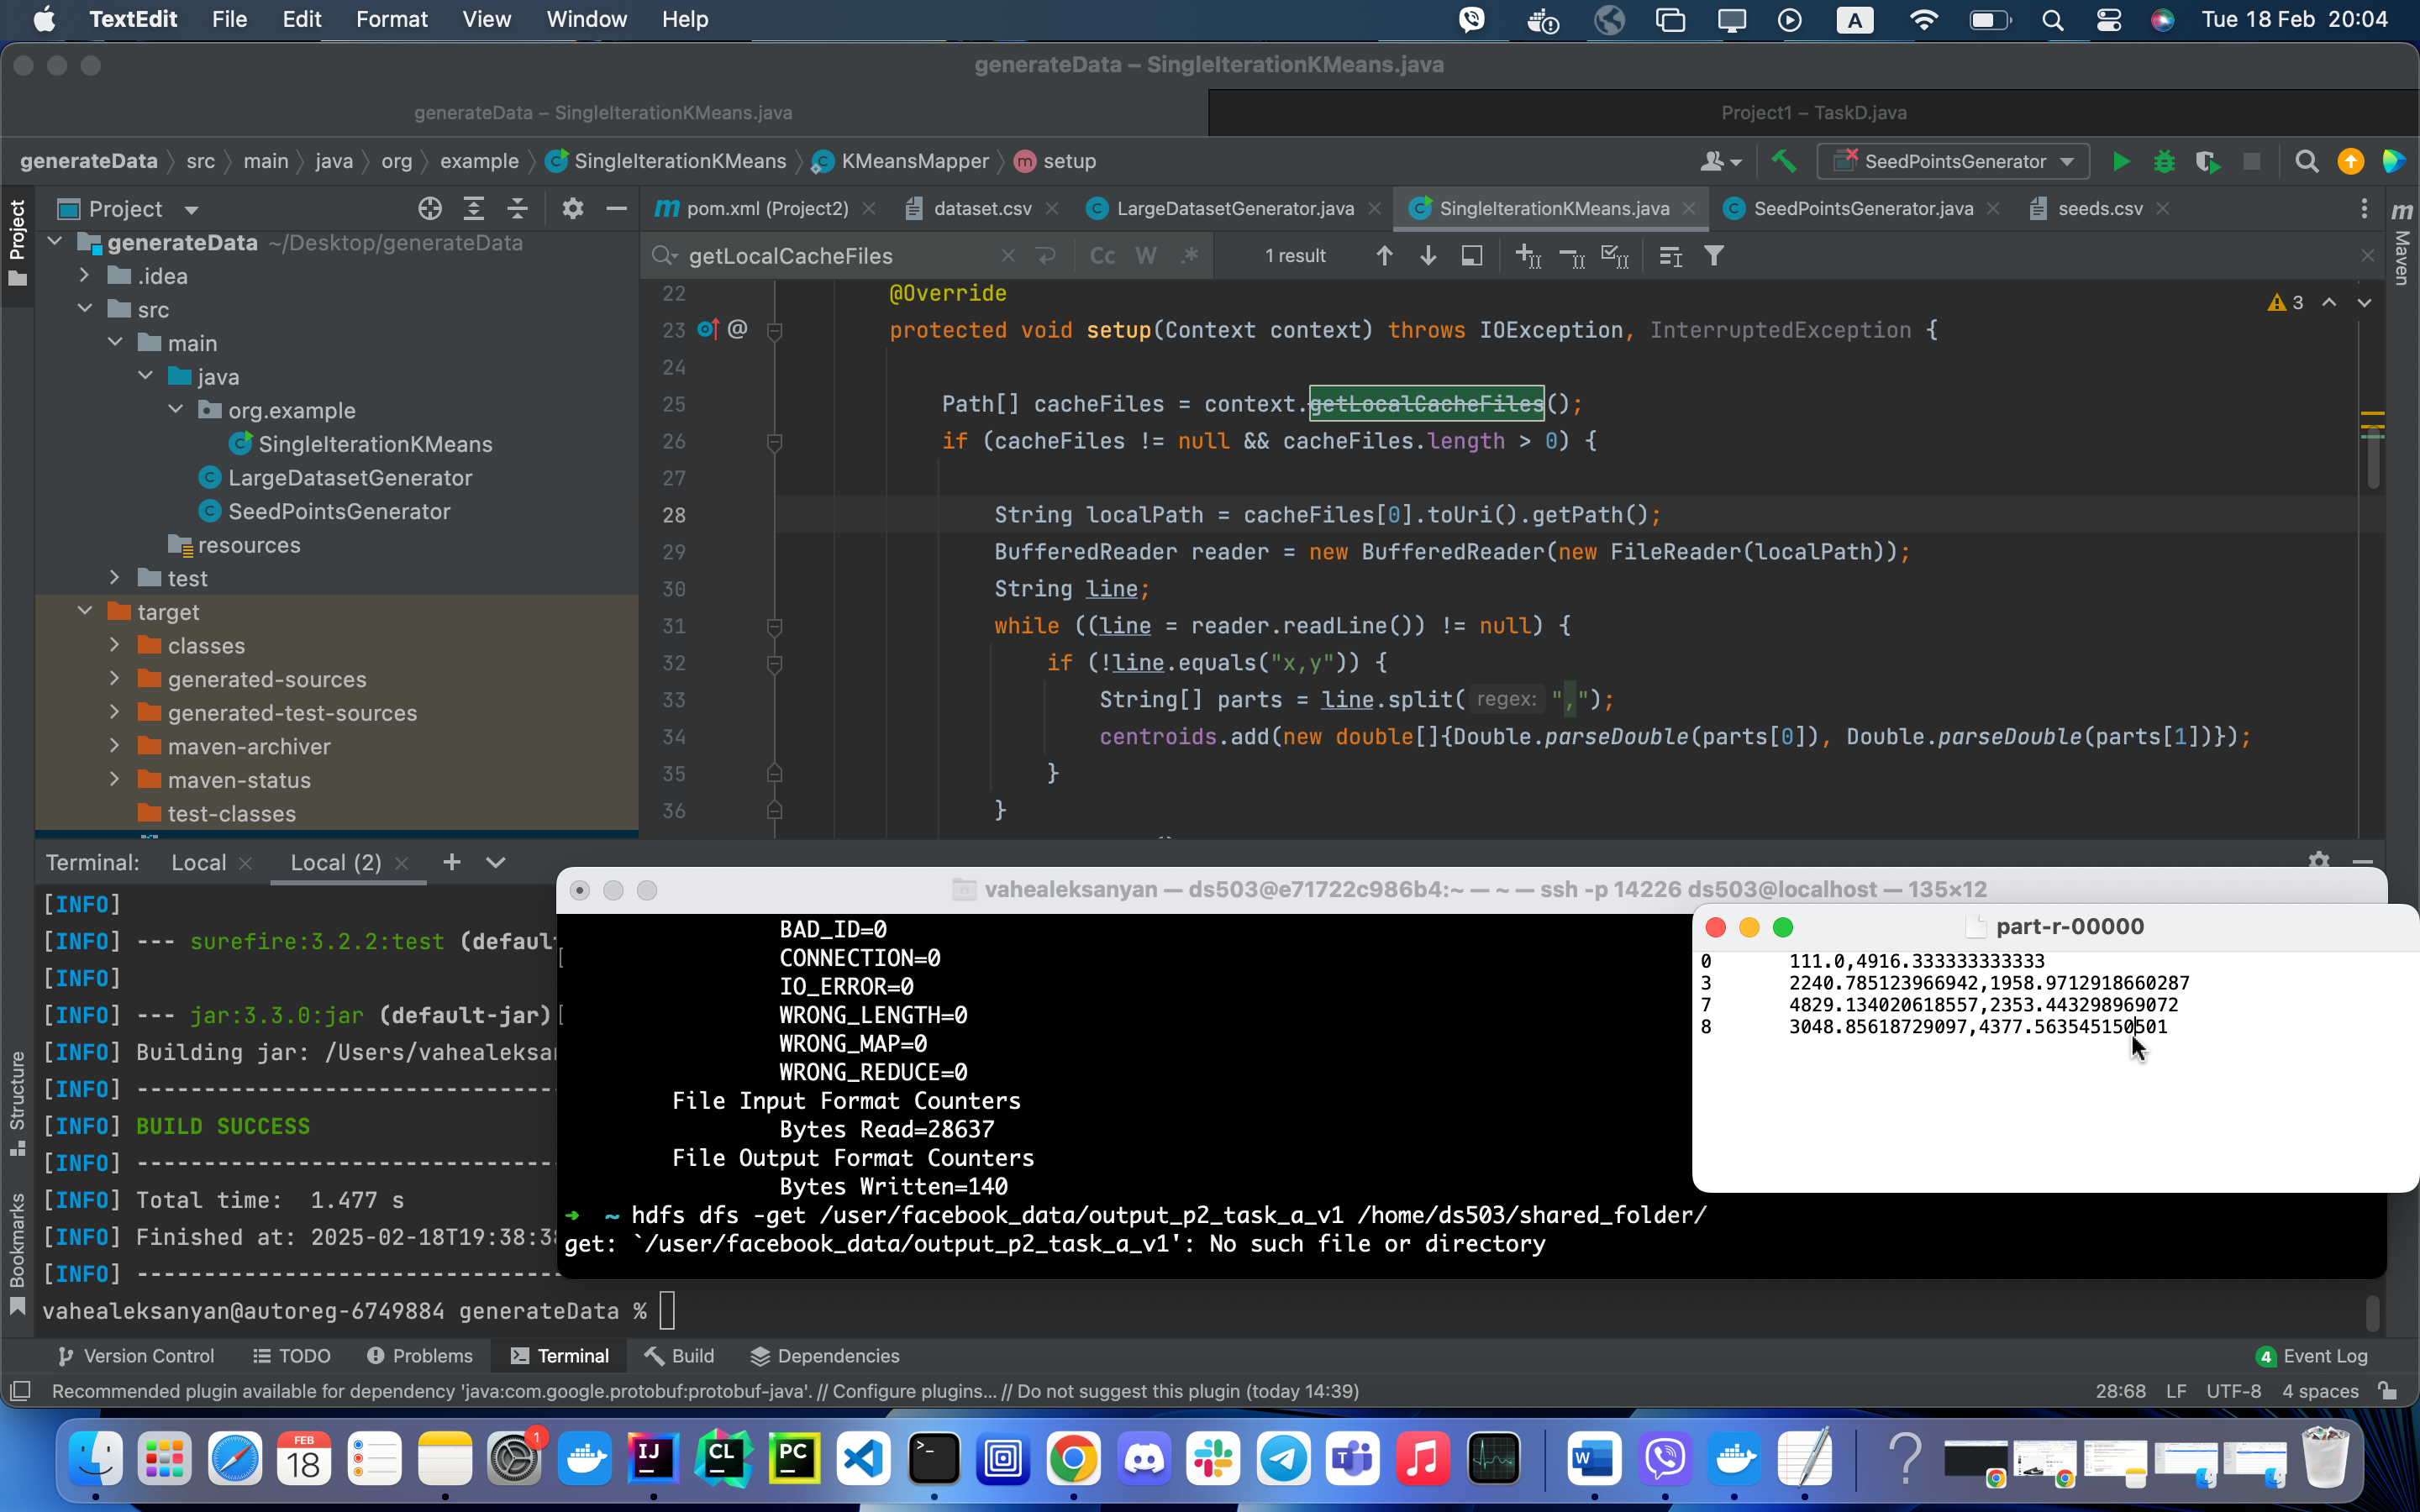 TextEdit File Edit Format View Window Help A Tue 18 Feb 20:04
generateData – SingleIterationKMeans.java
generateData – SingleIterationKMeans.java Project1 – TaskD.java
generateData src main java org example SingleIterationKMeans KMeansMapper setup SeedPointsGenerator
Project pom.xml (Project2) dataset.csv LargeDatasetGenerator.java SingleIterationKMeans.java SeedPointsGenerator.java seeds.csv
getLocalCacheFiles Cc W .* 1 result
Project
Structure
Bookmarks
Maven
generateData ~/Desktop/generateData
.idea
src
main
java
org.example
SingleIterationKMeans
LargeDatasetGenerator
SeedPointsGenerator
resources
test
target
classes
generated-sources
generated-test-sources
maven-archiver
maven-status
test-classes
3
22 @Override
23 @ protected void setup(Context context) throws IOException, InterruptedException {
24
25 Path[] cacheFiles = context.getLocalCacheFiles();
26 if (cacheFiles != null && cacheFiles.length > 0) {
27
28 String localPath = cacheFiles[0].toUri().getPath();
29 BufferedReader reader = new BufferedReader(new FileReader(localPath));
30 String line;
31 while ((line = reader.readLine()) != null) {
32 if (!line.equals("x,y")) {
33 String[] parts = line.split( regex: ",");
34 centroids.add(new double[]{Double.parseDouble(parts[0]), Double.parseDouble(parts[1])});
35 }
36 }
Terminal: Local Local (2)
[INFO]
[INFO] --- surefire:3.2.2:test (defaul
[INFO]
[INFO] --- jar:3.3.0:jar (default-jar)
[INFO] Building jar: /Users/vahealeksa
[INFO] ------------------------------
[INFO] BUILD SUCCESS
[INFO] ------------------------------
[INFO] Total time:  1.477 s
[INFO] Finished at: 2025-02-18T19:38:3
[INFO] ------------------------------
vahealeksanyan@autoreg-6749884 generateData %
vahealeksanyan — ds503@e71722c986b4:~ — ~ — ssh -p 14226 ds503@localhost — 135×12
BAD_ID=0
CONNECTION=0
IO_ERROR=0
WRONG_LENGTH=0
WRONG_MAP=0
WRONG_REDUCE=0
File Input Format Counters
Bytes Read=28637
File Output Format Counters
Bytes Written=140
➜ ~ hdfs dfs -get /user/facebook_data/output_p2_task_a_v1 /home/ds503/shared_folder/
get: `/user/facebook_data/output_p2_task_a_v1': No such file or directory
part-r-00000
0 111.0,4916.333333333333
3 2240.785123966942,1958.9712918660287
7 4829.134020618557,2353.443298969072
8 3048.85618729097,4377.563545150501
Version Control TODO Problems Terminal Build Dependencies 4 Event Log
Recommended plugin available for dependency 'java:com.google.protobuf:protobuf-java'. // Configure plugins... // Do not suggest this plugin (today 14:39) 28:68 LF UTF-8 4 spaces
FEB
18
1
IJ
CL
PC
W
T